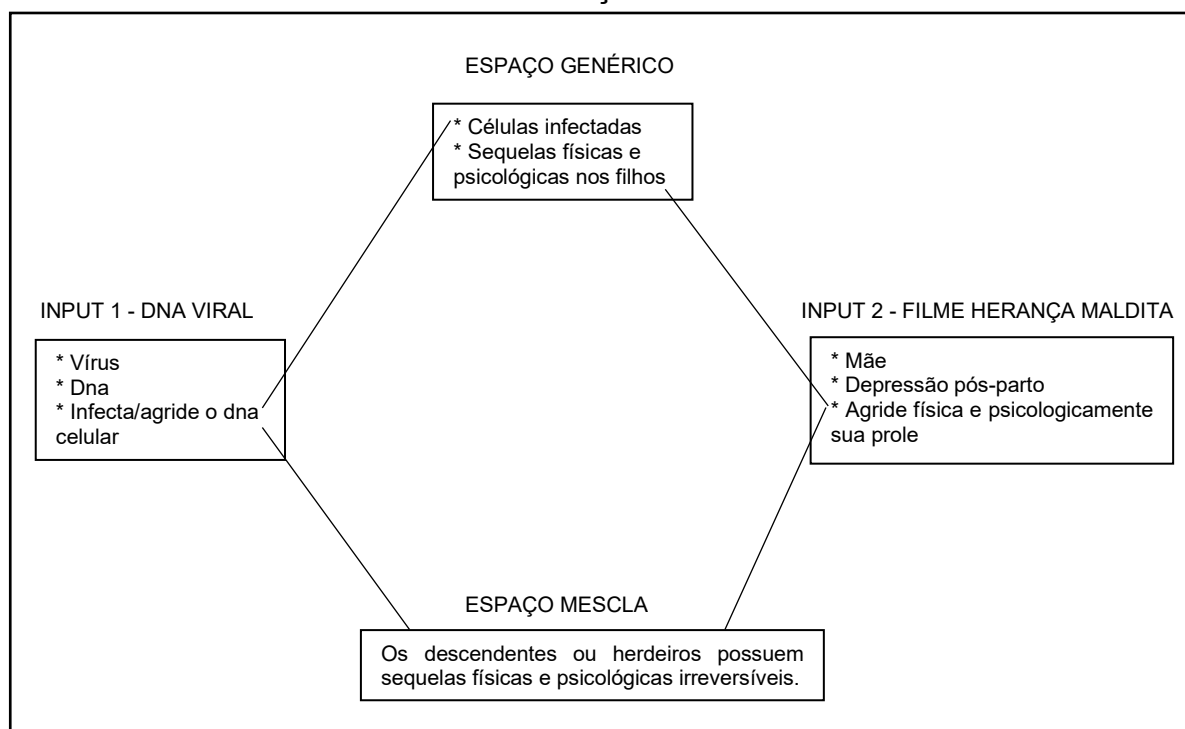 ESPAÇO GENÉRICO
* Células infectadas
* Sequelas físicas e
psicológicas nos filhos
INPUT 1 - DNA VIRAL
* Vírus
* Dna
* Infecta/agride o dna
celular
INPUT 2 - FILME HERANÇA MALDITA
* Mãe
* Depressão pós-parto
* Agride física e psicologicamente
sua prole
ESPAÇO MESCLA
Os descendentes ou herdeiros possuem
sequelas físicas e psicológicas irreversíveis.